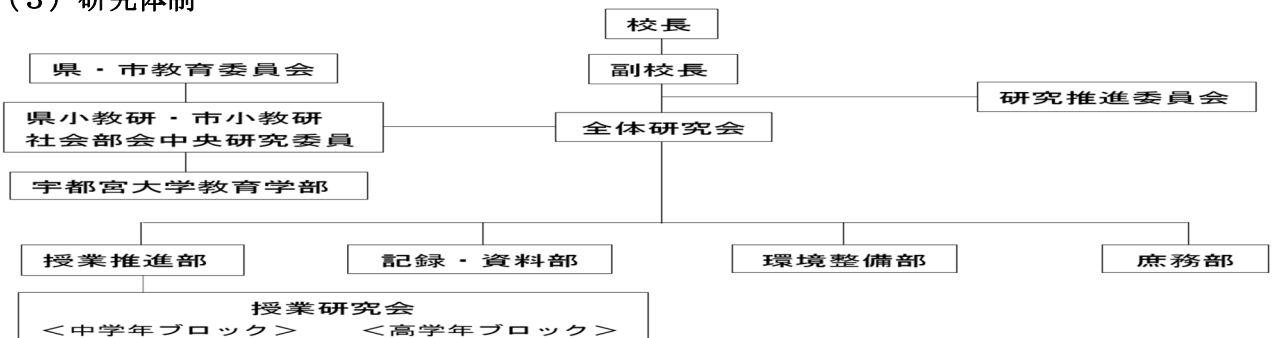 （3）研究体制
校長
副校長
県・市教育委員会
研究推進委員会
県小教研・市小教研
社会部会中央研究委員
全体研究会
宇都宮大学教育学部
授業推進部
記録・資料部
環境整備部
庶務部
授業研究会
＜中学年ブロック＞　＜高学年ブロック＞